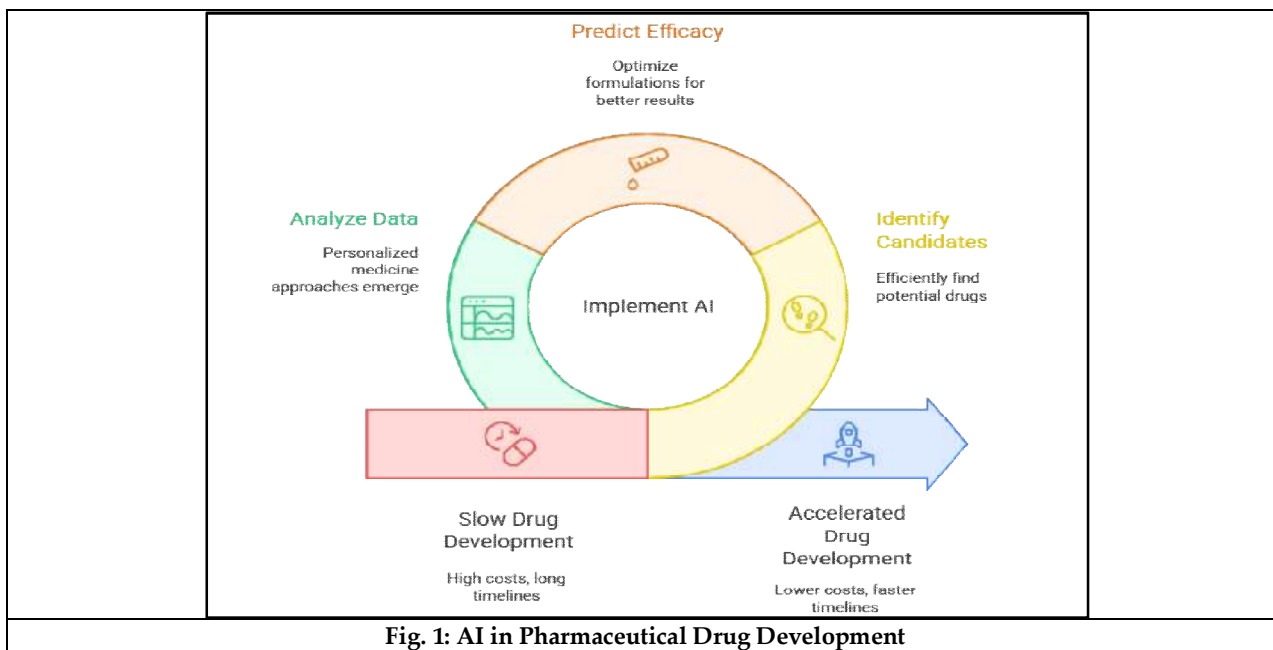 Predict Efficacy
Optimize
formulations for
better results
Analyze Data
Personalized
medicine
approaches emerge
Identify
Candidates
Efficiently find
potential drugs
Implement AI
Slow Drug
Development
High costs, long
timelines
Accelerated
Drug
Development
Lower costs, faster
timelines
Fig. 1: AI in Pharmaceutical Drug Development